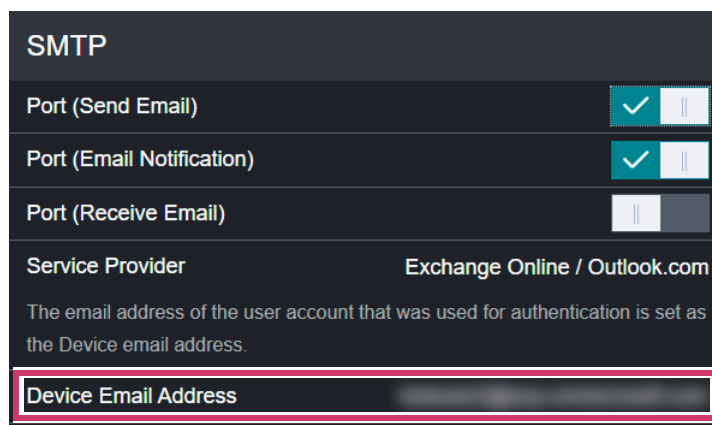 SMTP
Port (Send Email)
Port (Email Notification)
Port (Receive Email)
Service Provider Exchange Online / Outlook.com
The email address of the user account that was used for authentication is set as
the Device email address.
Device Email Address